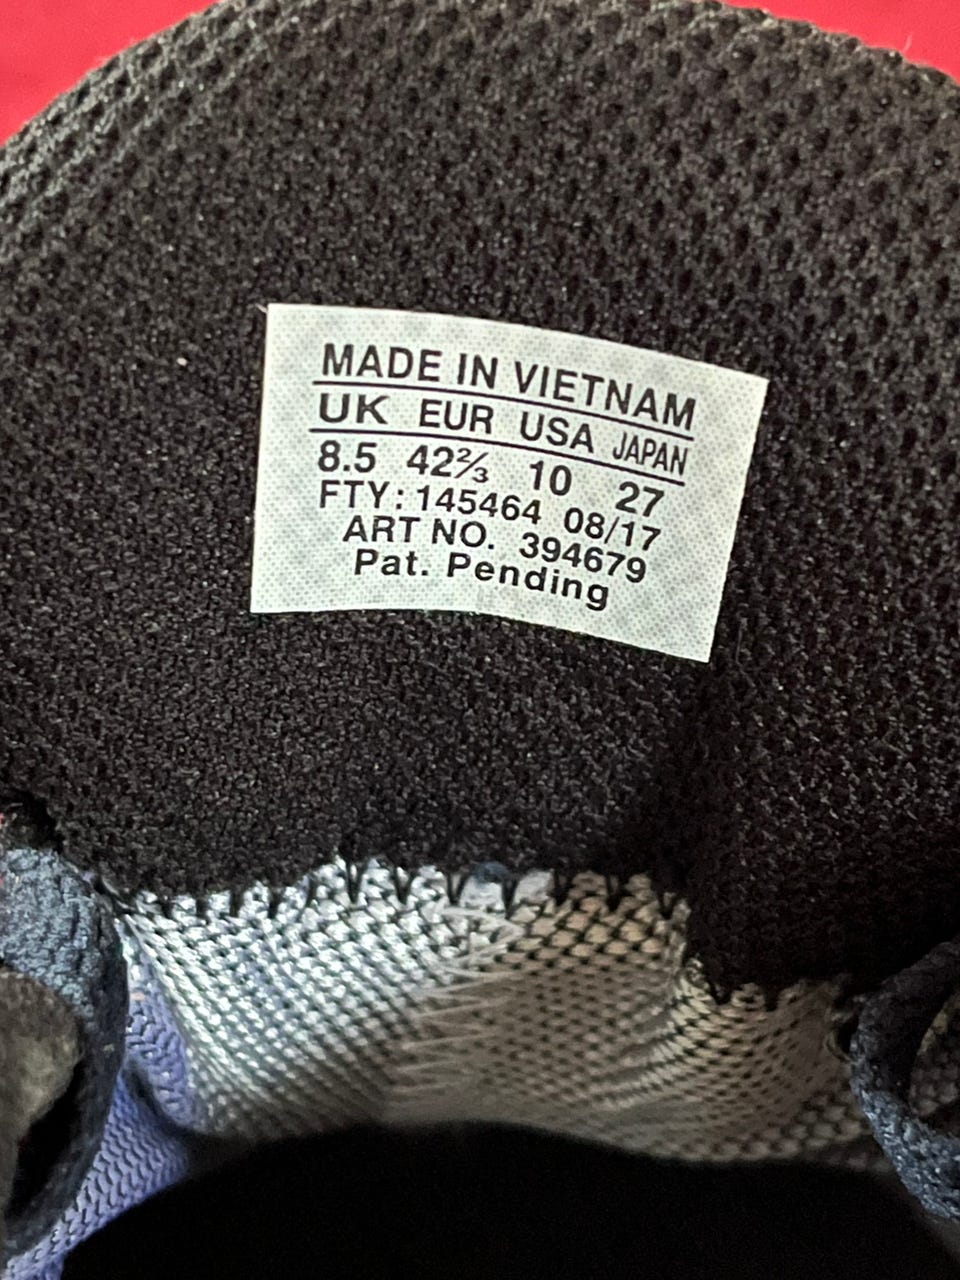 MADE IN VIETNAM
UK EUR USA JAPAN
8.5 42⅔ 10 27
FTY: 145464 08/17
ART NO. 394679
Pat. Pending